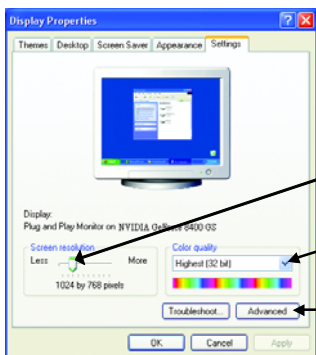 Display Properties
Themes Desktop Screen Saver Appearance Settings
Display:
Plug and Play Monitor on NVIDIA GeForce 8400 GS
Screen resolution
Less More
1024 by 768 pixels
Color quality
Highest (32 bit)
Troubleshoot... Advanced
OK Cancel Apply